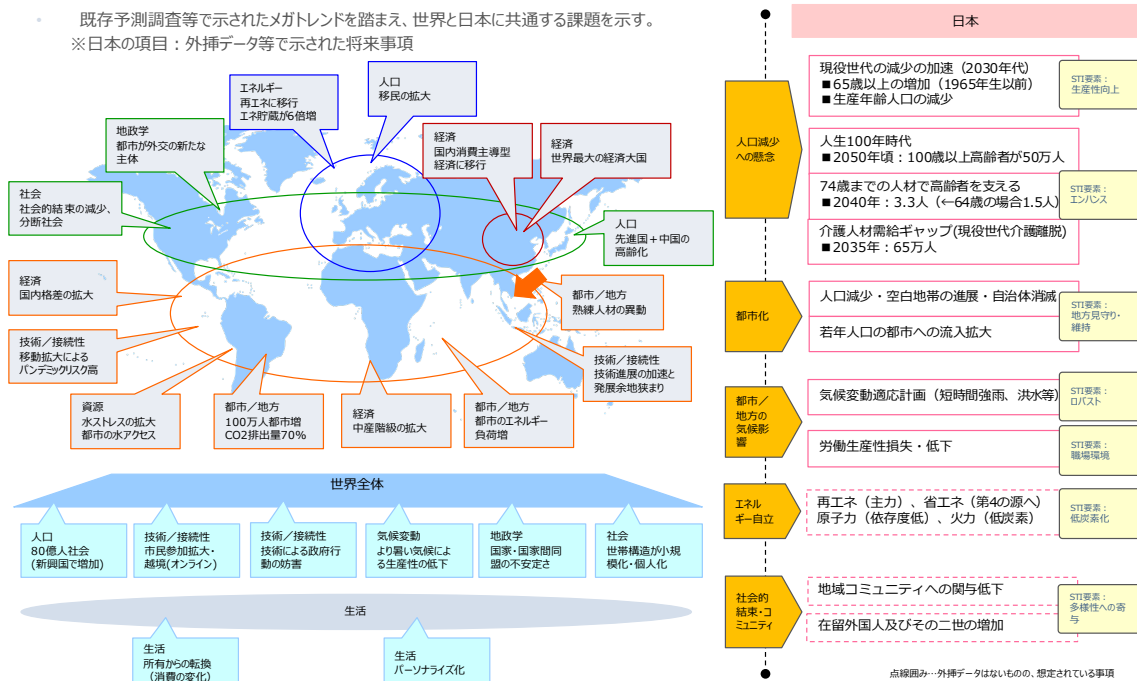 ・ 既存予測調査等で示されたメガトレンドを踏まえ、世界と日本に共通する課題を示す。
※日本の項目：外挿データ等で示された将来事項
エネルギー
再エネに移行
エネ貯蔵が6倍増
人口
移民の拡大
地政学
都市が外交の新たな
主体
経済
国内消費主導型
経済に移行
経済
世界最大の経済大国
社会
社会的結束の減少、
分断社会
人口
先進国＋中国の
高齢化
経済
国内格差の拡大
都市／地方
熟練人材の異動
技術／接続性
移動拡大による
パンデミックリスク高
技術／接続性
技術進展の加速と
発展余地狭まり
資源
水ストレスの拡大
都市の水アクセス
都市／地方
100万人都市増
CO2排出量70%
経済
中産階級の拡大
都市／地方
都市のエネルギー
負荷増
世界全体
人口
80億人社会
(新興国で増加)
技術／接続性
市民参加拡大・
越境(オンライン)
技術／接続性
技術による政府行
動の妨害
気候変動
より暑い気候によ
る生産性の低下
地政学
国家・国家間同
盟の不安定さ
社会
世帯構造が小規
模化・個人化
生活
生活
所有からの転換
（消費の変化）
生活
パーソナライズ化
日本
人口減少
への懸念
現役世代の減少の加速（2030年代）
■65歳以上の増加（1965年生以前）
■生産年齢人口の減少
STI要素：
生産性向上
人生100年時代
■2050年頃：100歳以上高齢者が50万人
74歳までの人材で高齢者を支える
■2040年：3.3人（←64歳の場合1.5人）
STI要素：
エンハンス
介護人材需給ギャップ(現役世代介護離脱)
■2035年：65万人
都市化
人口減少・空白地帯の進展・自治体消滅
若年人口の都市への流入拡大
STI要素：
地方見守り・
維持
都市／
地方の
気候影
響
気候変動適応計画（短時間強雨、洪水等）
STI要素：
ロバスト
労働生産性損失・低下
STI要素：
職場環境
エネル
ギー自立
再エネ（主力）、省エネ（第4の源へ）
原子力（依存度低）、火力（低炭素）
STI要素：
低炭素化
社会的
結束・コ
ミュニティ
地域コミュニティへの関与低下
在留外国人及びその二世の増加
STI要素：
多様性への寄
与
点線囲み…外挿データはないものの、想定されている事項